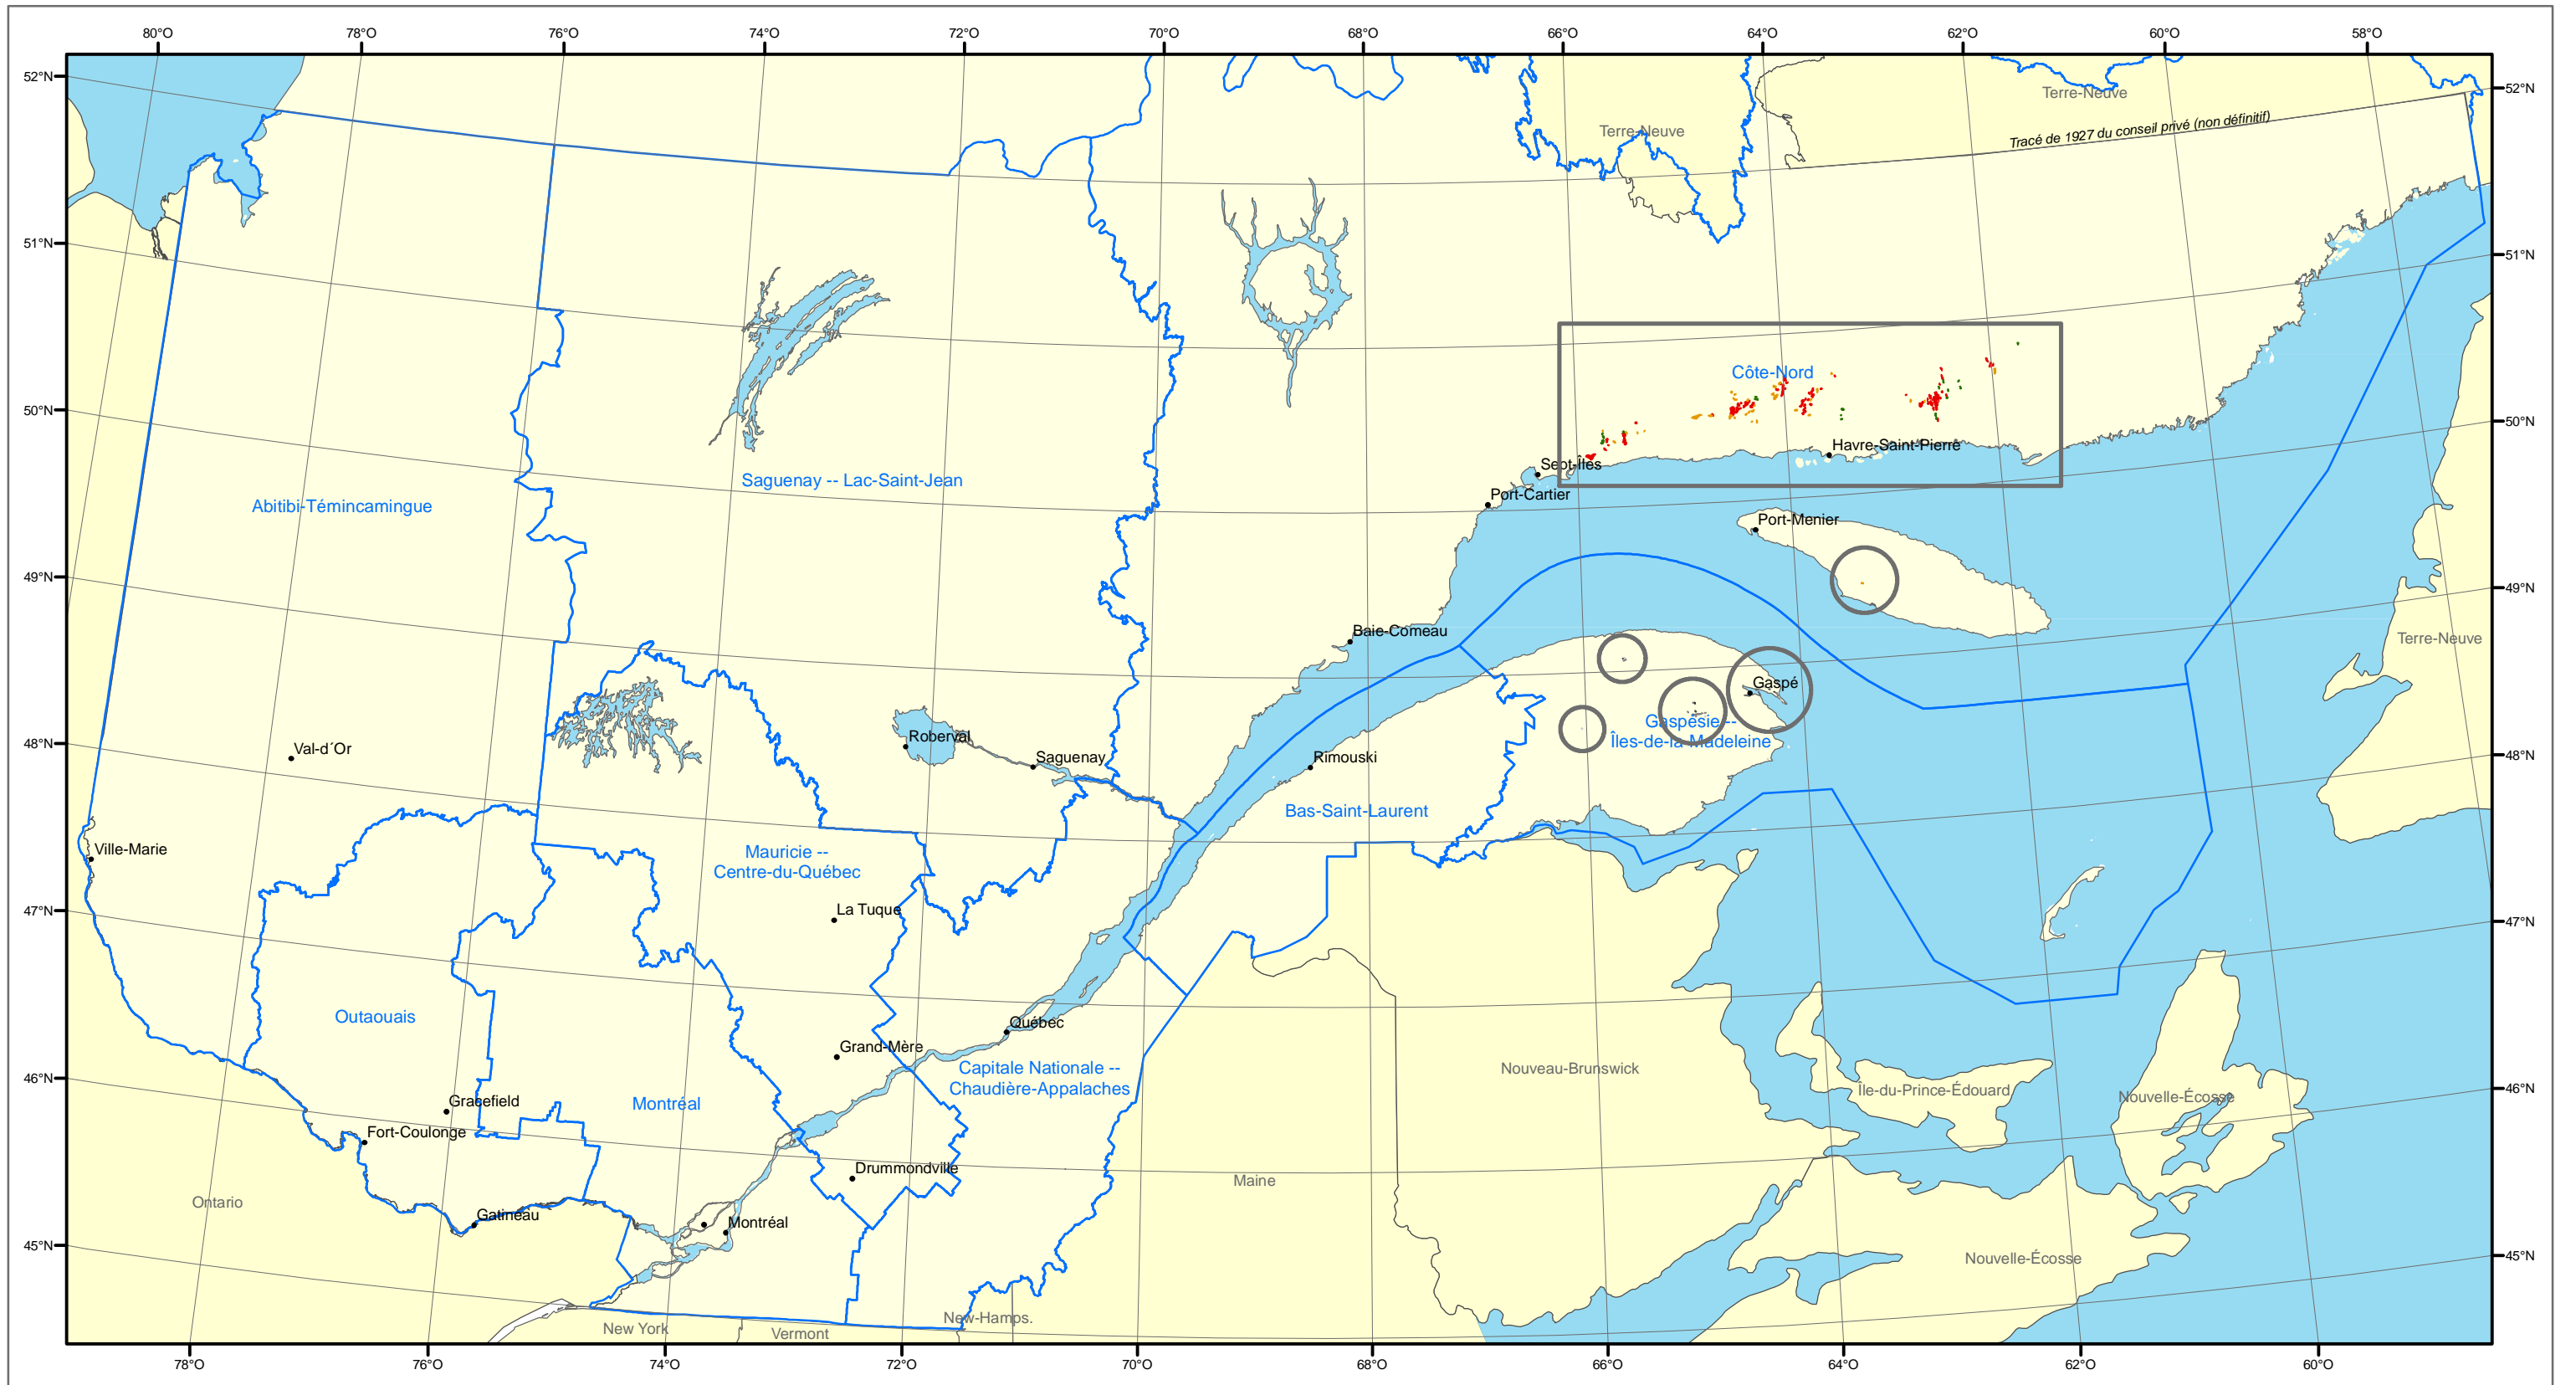 80°O 78°O 76°O 74°O 72°O 70°O 68°O 66°O 64°O 62°O 60°O 58°O
52°N
52°N
Terre-Neuve
Tracé de 1927 du conseil privé (non définitif)
Terre-Neuve
51°N
51°N
Côte-Nord
50°N
50°N
Havre-Saint-Pierre
Sept-Îles
Saguenay -- Lac-Saint-Jean
Port-Cartier
Abitibi-Témincamingue
Port-Menier
49°N
49°N
Baie-Comeau
Terre-Neuve
Gaspé
Gaspésie --
Îles-de-la-Madeleine
Roberval
48°N
48°N
Val-d´Or
Saguenay
Rimouski
Bas-Saint-Laurent
Ville-Marie
Mauricie --
Centre-du-Québec
La Tuque
47°N
47°N
Outaouais
Québec
Grand-Mère
Capitale Nationale --
Chaudière-Appalaches
Nouveau-Brunswick
46°N
46°N
Île-du-Prince-Édouard
Nouvelle-Écosse
Gracefield
Montréal
Fort-Coulonge
Drummondville
Maine
Ontario
Gatineau
Montréal
45°N
45°N
Nouvelle-Écosse
New-Hamps.
New York
Vermont
78°O 76°O 74°O 72°O 70°O 68°O 66°O 64°O 62°O 60°O